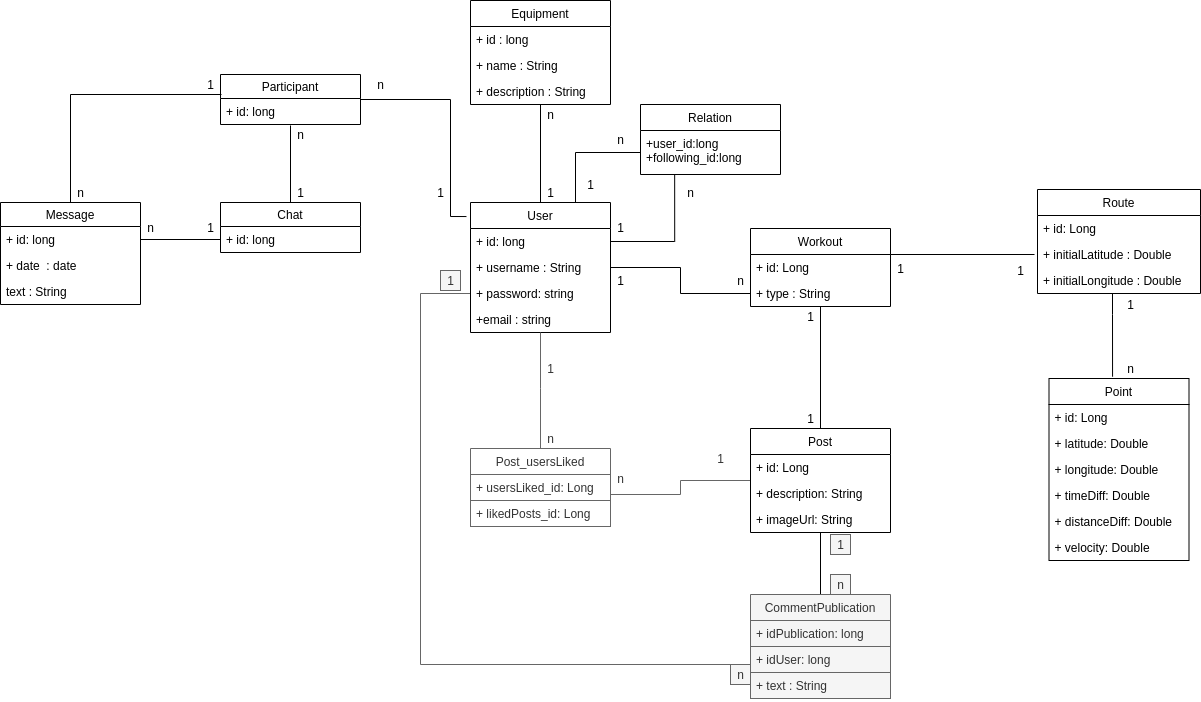 Equipment
+ id : long
+ name : String
+ description : String
n
1
Participant
+ id: long
1
n
n
1
n
1
Relation
+user_id:long
+following_id:long
n
1
n
1
Message
+ id: long
+ date  : date
text : String
n
1
Chat
+ id: long
User
+ id: long
+ username : String
+ password: string
+email : string
1
n
1
Workout
+ id: Long
+ type : String
1
1
Route
+ id: Long
+ initialLatitude : Double
+ initialLongitude : Double
1
n
Point
+ id: Long
+ latitude: Double
+ longitude: Double
+ timeDiff: Double
+ distanceDiff: Double
+ velocity: Double
1
1
1
n
Post_usersLiked
+ usersLiked_id: Long
+ likedPosts_id: Long
n
1
Post
+ id: Long
+ description: String
+ imageUrl: String
1
n
CommentPublication
+ idPublication: long
+ idUser: long
+ text : String
n